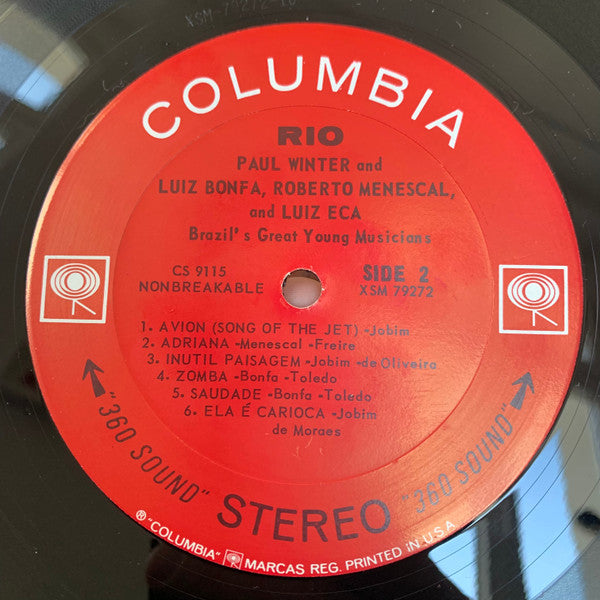 XSM-79272-1C
COLUMBIA
RIO
PAUL WINTER and
LUIZ BONFA, ROBERTO MENESCAL,
and LUIZ ECA
Brazil's Great Young Musicians
CS 9115
NONBREAKABLE
SIDE 2
XSM 79272
1. AVION (SONG OF THE JET) -Jobim
2. ADRIANA -Menescal -Freire
3. INUTIL PAISAGEM -Jobim -de Oliveira
4. ZOMBA -Bonfa -Toledo
5. SAUDADE -Bonfa -Toledo
6. ELA É CARIOCA -Jobim
de Moraes
"360 SOUND" STEREO "360 SOUND"
® "COLUMBIA" MARCAS REG. PRINTED IN U.S.A.